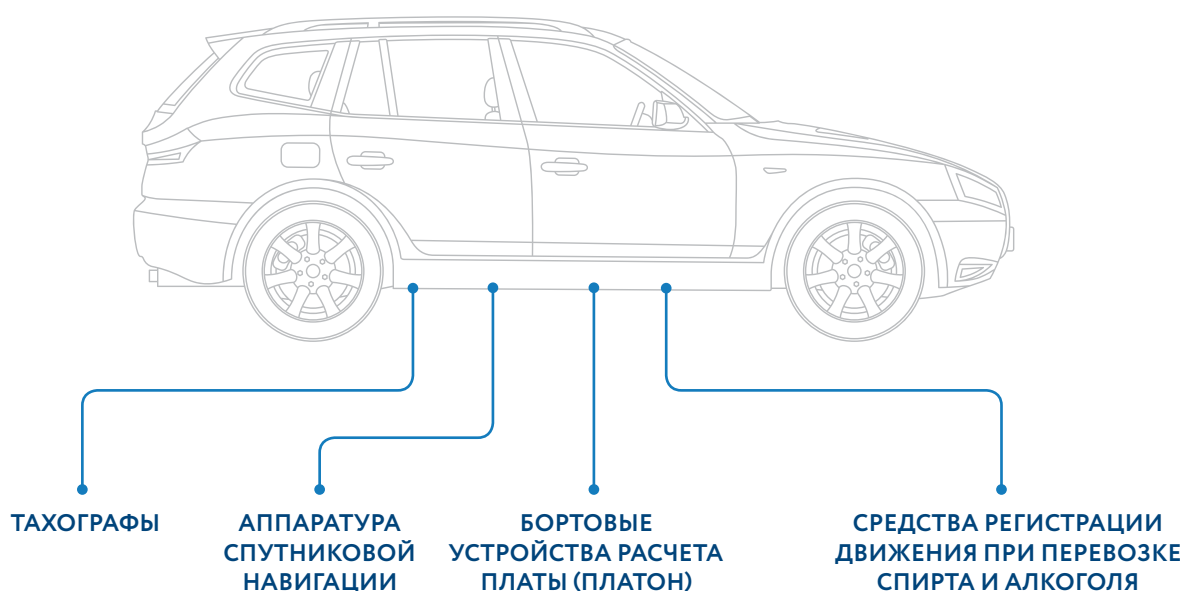 ТАХОГРАФЫ
АППАРАТУРА
СПУТНИКОВОЙ
НАВИГАЦИИ
БОРТОВЫЕ
УСТРОЙСТВА РАСЧЕТА
ПЛАТЫ (ПЛАТОН)
СРЕДСТВА РЕГИСТРАЦИИ
ДВИЖЕНИЯ ПРИ ПЕРЕВОЗКЕ
СПИРТА И АЛКОГОЛЯ